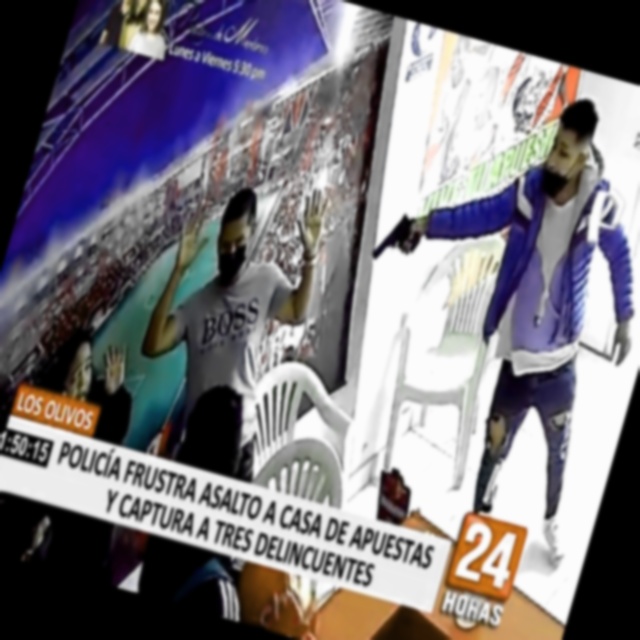 Lunes a Viernes 5:30 pm
BOSS
LOS OLIVOS
:50:15
POLICÍA FRUSTRA ASALTO A CASA DE APUESTAS
Y CAPTURA A TRES DELINCUENTES
24
HORAS